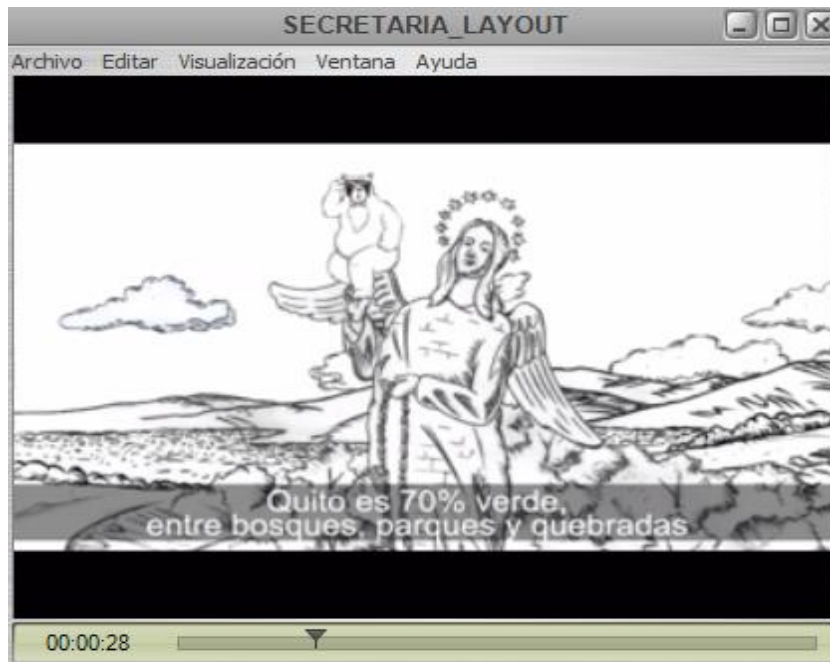 SECRETARIA_LAYOUT
Archivo Editar Visualización Ventana Ayuda
Quito es 70% verde,
entre bosques, parques y quebradas
00:00:28